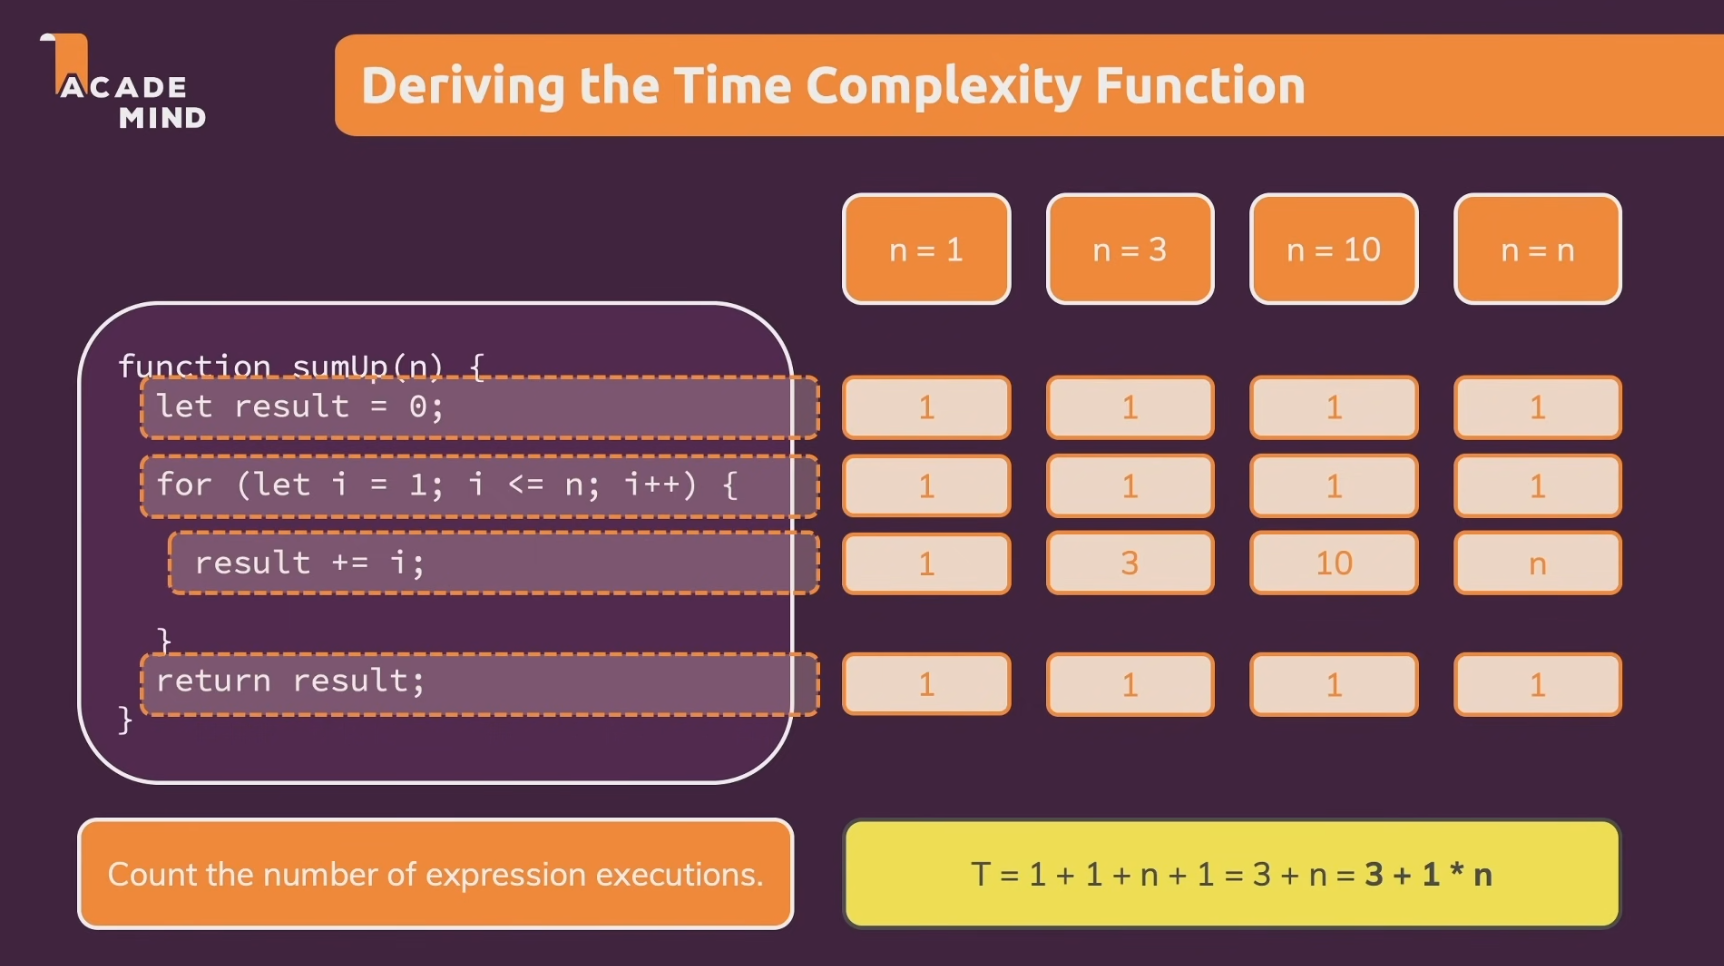 ACADE
MIND
Deriving the Time Complexity Function
n = 1
n = 3
n = 10
n = n
function sumUp(n) {
let result = 0;
1
1
1
1
for (let i = 1; i <= n; i++) {
1
1
1
1
result += i;
1
3
10
n
}
return result;
1
1
1
1
}
Count the number of expression executions.
T = 1 + 1 + n + 1 = 3 + n = 3 + 1 * n